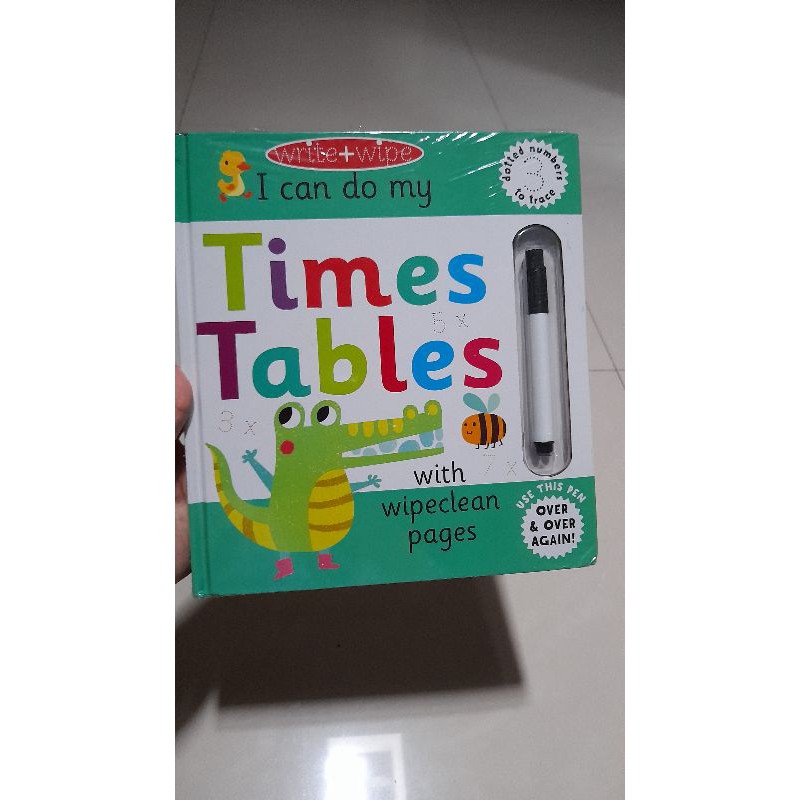 write+wipe
I can do my
dotted numbers
3
to trace
Times
5 x
Tables
3 x
7 x
with
wipeclean
pages
USE THIS PEN
OVER
& OVER
AGAIN!